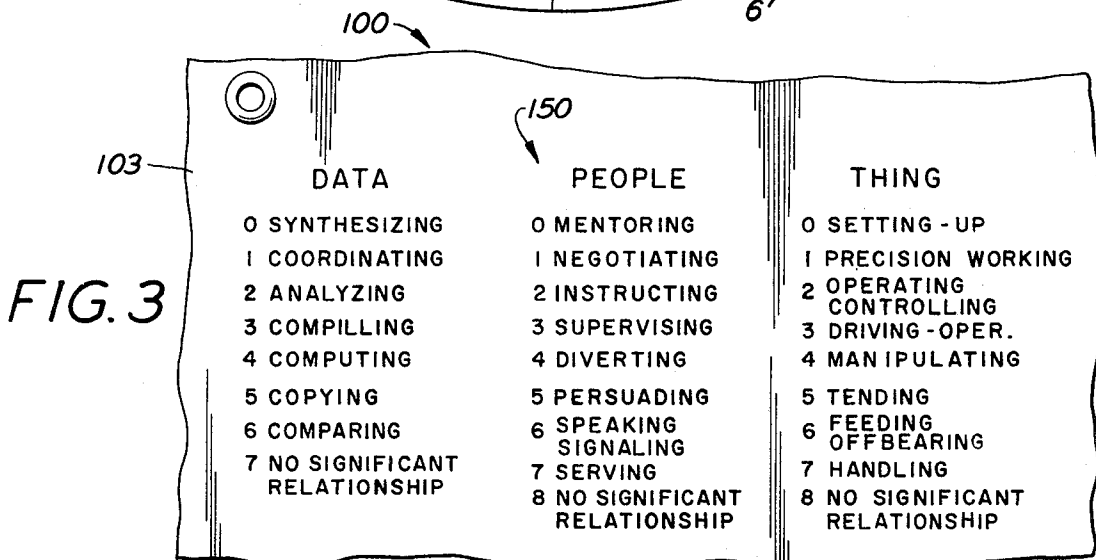 6'
100
150
103
FIG. 3
DATA
0 SYNTHESIZING
1 COORDINATING
2 ANALYZING
3 COMPILLING
4 COMPUTING
5 COPYING
6 COMPARING
7 NO SIGNIFICANT
RELATIONSHIP
PEOPLE
0 MENTORING
1 NEGOTIATING
2 INSTRUCTING
3 SUPERVISING
4 DIVERTING
5 PERSUADING
6 SPEAKING
SIGNALING
7 SERVING
8 NO SIGNIFICANT
RELATIONSHIP
THING
0 SETTING-UP
1 PRECISION WORKING
2 OPERATING
CONTROLLING
3 DRIVING-OPER.
4 MANIPULATING
5 TENDING
6 FEEDING
OFFBEARING
7 HANDLING
8 NO SIGNIFICANT
RELATIONSHIP